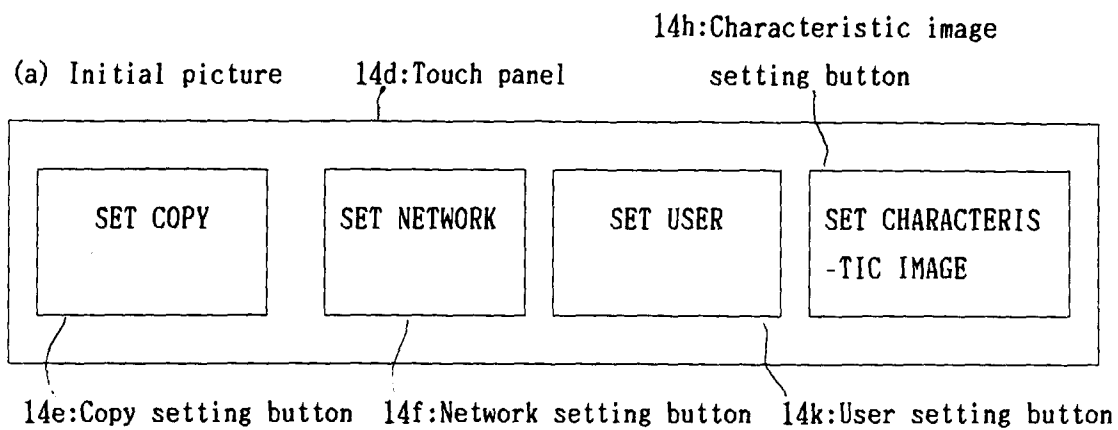 14h:Characteristic image
setting button
(a) Initial picture
14d:Touch panel
SET COPY
SET NETWORK
SET USER
SET CHARACTERIS
-TIC IMAGE
14e:Copy setting button
14f:Network setting button
14k:User setting button